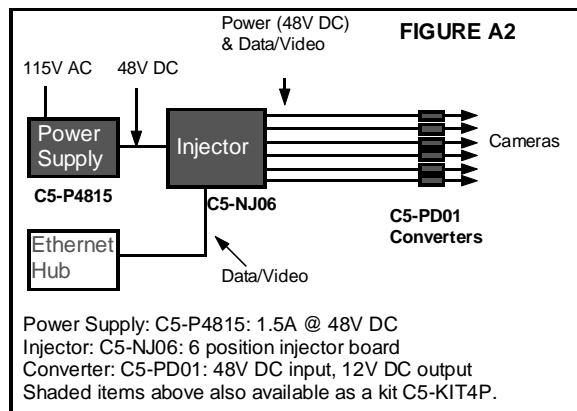 Power (48V DC)
& Data/Video
FIGURE A2
115V AC
48V DC
Power
Supply
Injector
Cameras
C5-P4815
C5-NJ06
C5-PD01
Converters
Ethernet
Hub
Data/Video
Power Supply: C5-P4815: 1.5A @ 48V DC
Injector: C5-NJ06: 6 position injector board
Converter: C5-PD01: 48V DC input, 12V DC output
Shaded items above also available as a kit C5-KIT4P.